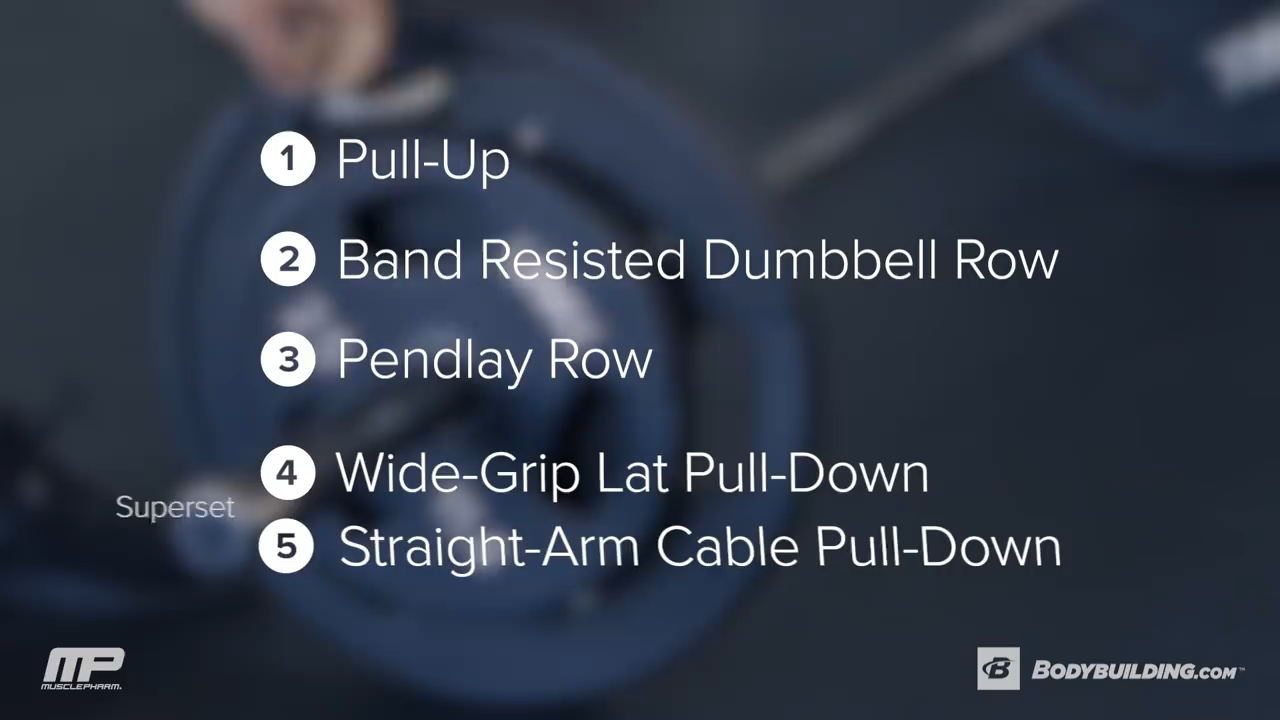 1 Pull-Up
2 Band Resisted Dumbbell Row
3 Pendlay Row
4 Wide-Grip Lat Pull-Down
Superset
5 Straight-Arm Cable Pull-Down
MP
MUSCLEPHARM.
B BODYBUILDING.COM™